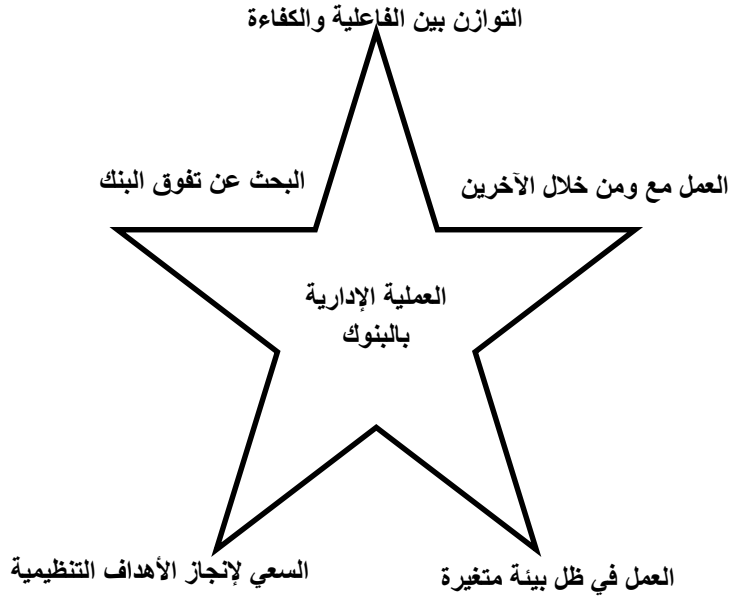 التوازن بين الفاعلية والكفاءة
العمل مع ومن خلال الآخرين
البحث عن تفوق البنك
العملية الإدارية
بالبنوك
العمل في ظل بيئة متغيرة
السعي لإنجاز الأهداف التنظيمية